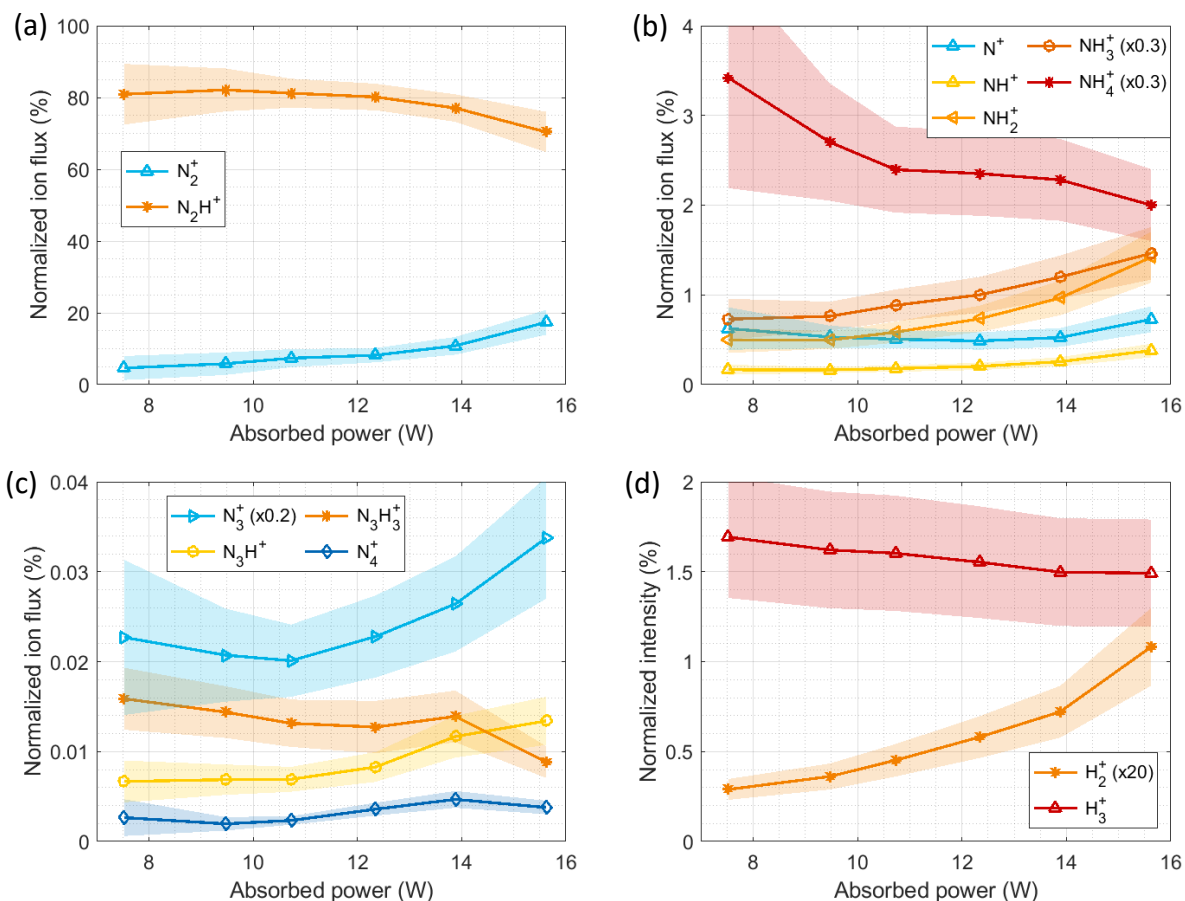 (a)
100
80
60
40
20
0
Normalized ion flux (%)
N₂⁺
N₂H⁺
8 10 12 14 16
Absorbed power (W)
(b)
4
3
2
1
0
Normalized ion flux (%)
N⁺ NH₃⁺ (x0.3)
NH⁺ NH₄⁺ (x0.3)
NH₂⁺
8 10 12 14 16
Absorbed power (W)
(c)
0.04
0.03
0.02
0.01
0
Normalized ion flux (%)
N₃⁺ (x0.2) N₃H₃⁺
N₃H⁺ N₄⁺
8 10 12 14 16
Absorbed power (W)
(d)
2
1.5
1
0.5
0
Normalized intensity (%)
H₂⁺ (x20)
H₃⁺
8 10 12 14 16
Absorbed power (W)